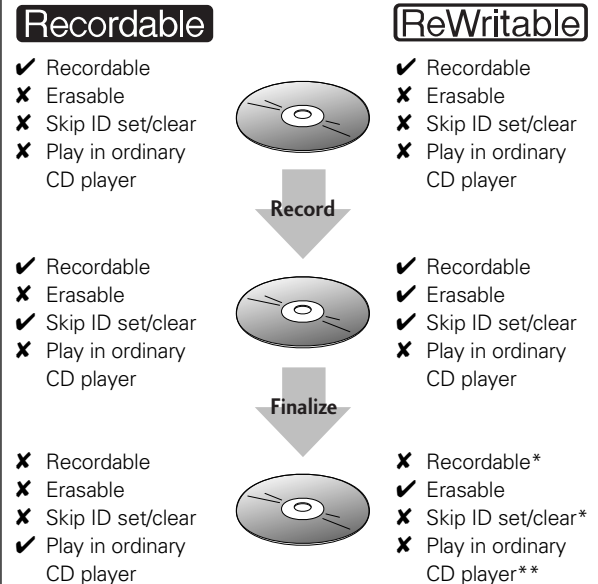 Recordable
ReWritable
✔ Recordable
✘ Erasable
✘ Skip ID set/clear
✘ Play in ordinary
CD player
✔ Recordable
✘ Erasable
✘ Skip ID set/clear
✘ Play in ordinary
CD player
Record
✔ Recordable
✘ Erasable
✔ Skip ID set/clear
✘ Play in ordinary
CD player
✔ Recordable
✔ Erasable
✔ Skip ID set/clear
✘ Play in ordinary
CD player
Finalize
✘ Recordable
✘ Erasable
✘ Skip ID set/clear
✔ Play in ordinary
CD player
✘ Recordable*
✔ Erasable
✘ Skip ID set/clear*
✘ Play in ordinary
CD player**